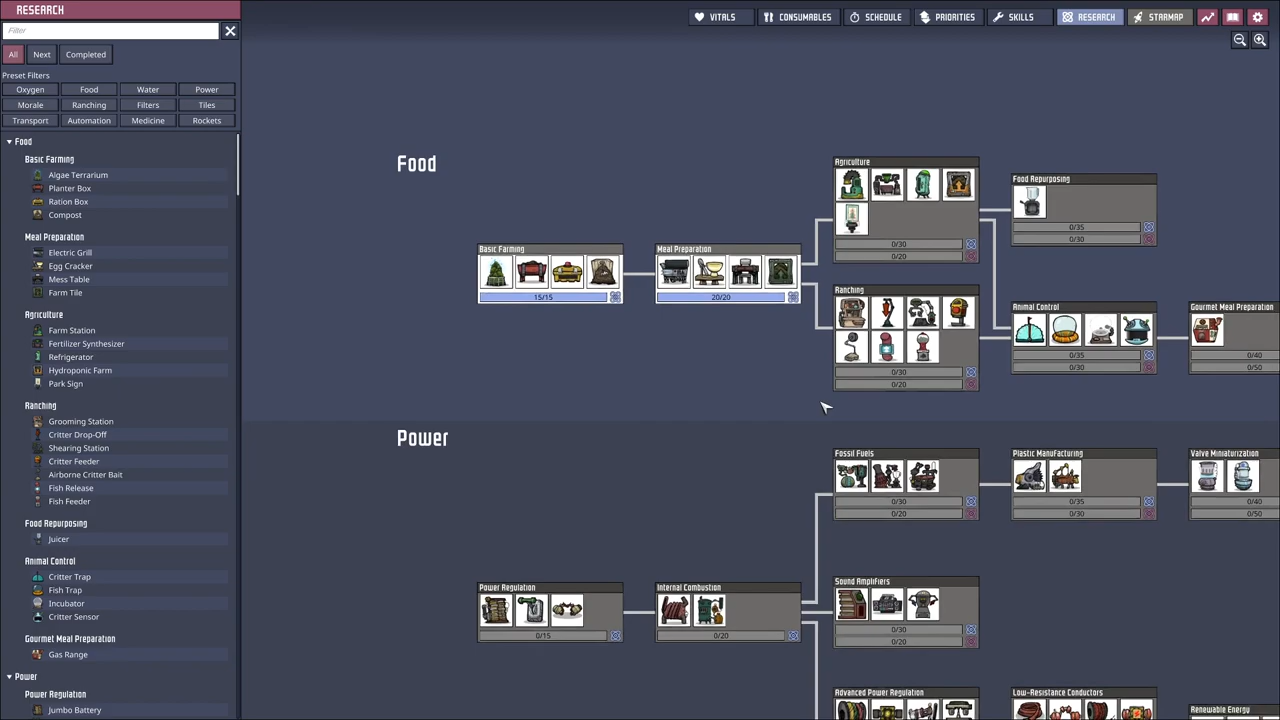 RESEARCH
VITALS
CONSUMABLES
SCHEDULE
PRIORITIES
SKILLS
RESEARCH
STARMAP
Filter
All
Next
Completed
Preset Filters
Oxygen
Food
Water
Power
Morale
Ranching
Filters
Tiles
Transport
Automation
Medicine
Rockets
Food
Basic Farming
Algae Terrarium
Planter Box
Ration Box
Compost
Meal Preparation
Electric Grill
Egg Cracker
Mess Table
Farm Tile
Agriculture
Farm Station
Fertilizer Synthesizer
Refrigerator
Hydroponic Farm
Park Sign
Ranching
Grooming Station
Critter Drop-Off
Shearing Station
Critter Feeder
Airborne Critter Bait
Fish Release
Fish Feeder
Food Repurposing
Juicer
Animal Control
Critter Trap
Fish Trap
Incubator
Critter Sensor
Gourmet Meal Preparation
Gas Range
Power
Power Regulation
Jumbo Battery
Food
Basic Farming
15/15
Meal Preparation
20/20
Agriculture
0/30
0/20
Food Repurposing
0/35
0/30
Ranching
0/30
0/20
Animal Control
0/35
0/30
Gourmet Meal Preparation
0/40
0/50
Power
Power Regulation
0/15
Internal Combustion
0/20
Fossil Fuels
0/30
0/20
Plastic Manufacturing
0/35
0/30
Valve Miniaturization
0/40
0/50
Sound Amplifiers
0/30
0/20
Advanced Power Regulation
Low-Resistance Conductors
Renewable Energy